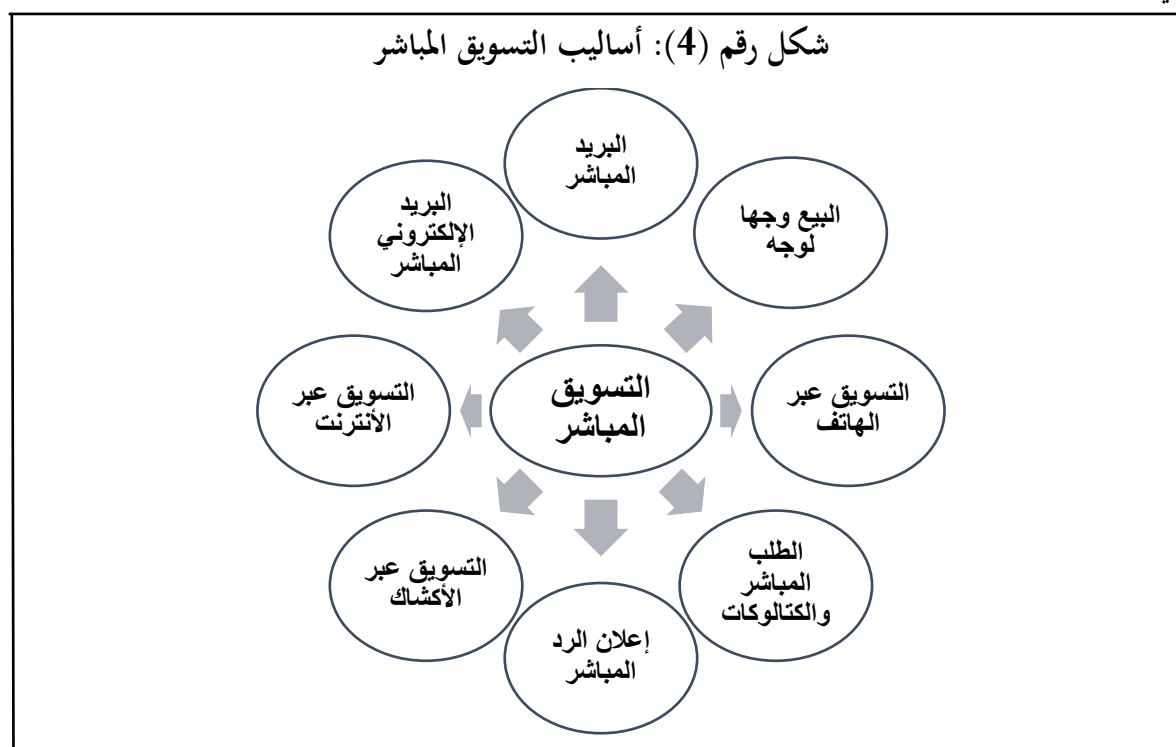 شكل رقم (4): أساليب التسويق المباشر
البريد
المباشر
البيع وجها
لوجه
التسويق عبر
الهاتف
الطلب
المباشر
والكتالوكات
إعلان الرد
المباشر
التسويق عبر
الأكشاك
التسويق عبر
الأنترنت
البريد
الإلكتروني
المباشر
التسويق
المباشر